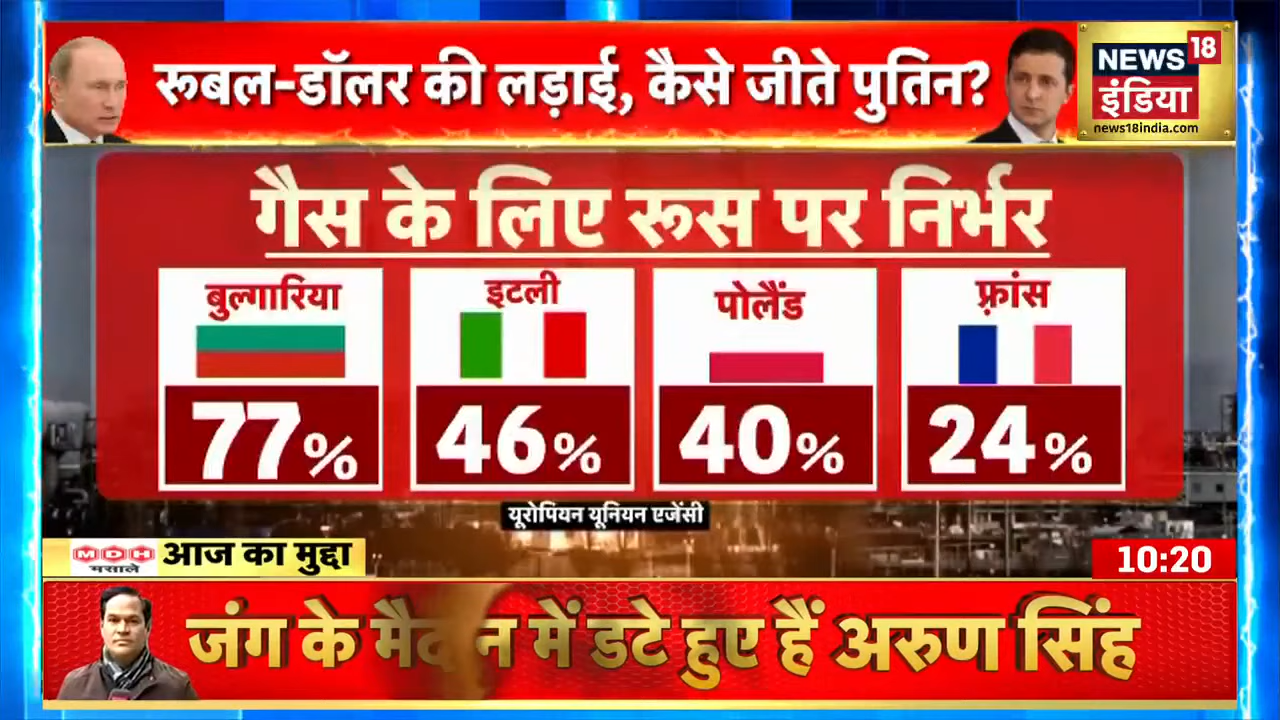 रूबल-डॉलर की लड़ाई, कैसे जीते पुतिन?
NEWS 18
इंडिया
news18india.com
गैस के लिए रूस पर निर्भर
बुल्गारिया
77%
इटली
46%
पोलैंड
40%
फ़्रांस
24%
यूरोपियन यूनियन एजेंसी
MDH
मसाले
आज का मुद्दा
10:20
जंग के मैदान में डटे हुए हैं अरुण सिंह